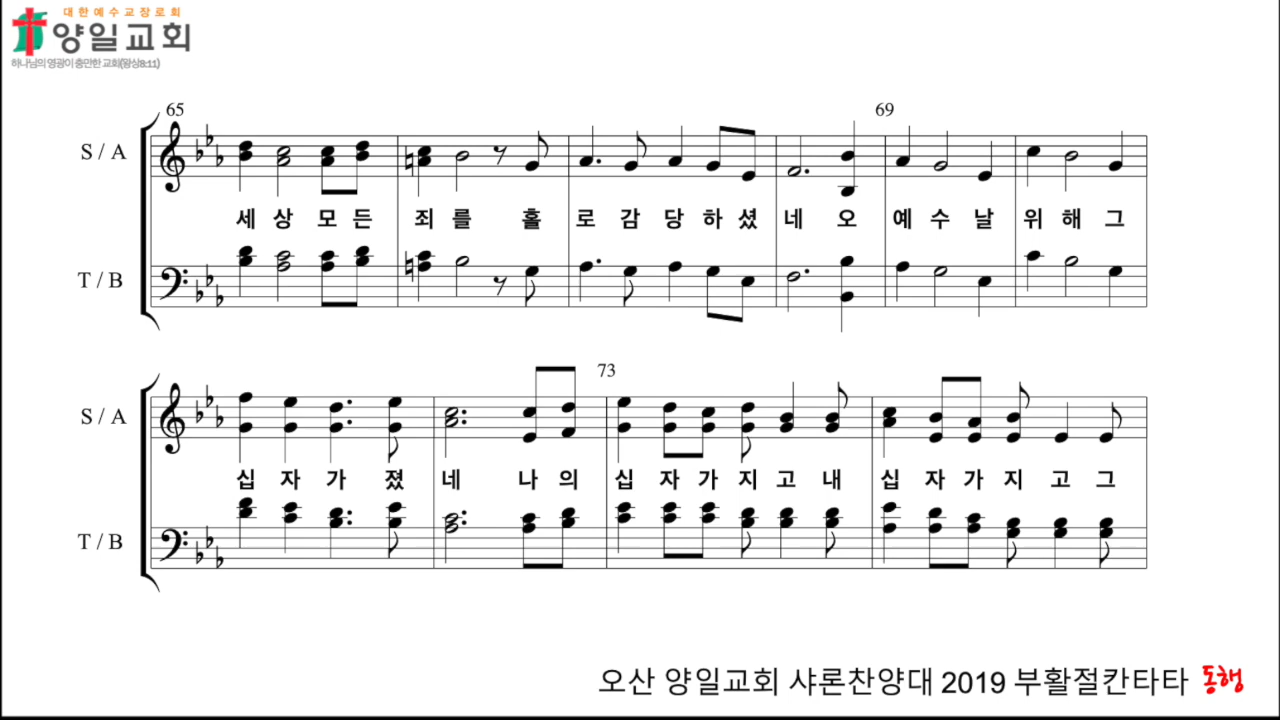 대한예수교장로회
양일교회
하나님의 영광이 충만한 교회(왕상8:11)
65
69
S / A
세 상 모 든 죄 를 홀 로 감 당 하 셨 네 오 예 수 날 위 해 그
T / B
73
S / A
십 자 가 졌 네 나 의 십 자 가 지 고 내 십 자 가 지 고 그
T / B
오산 양일교회 샤론찬양대 2019 부활절칸타타 동행